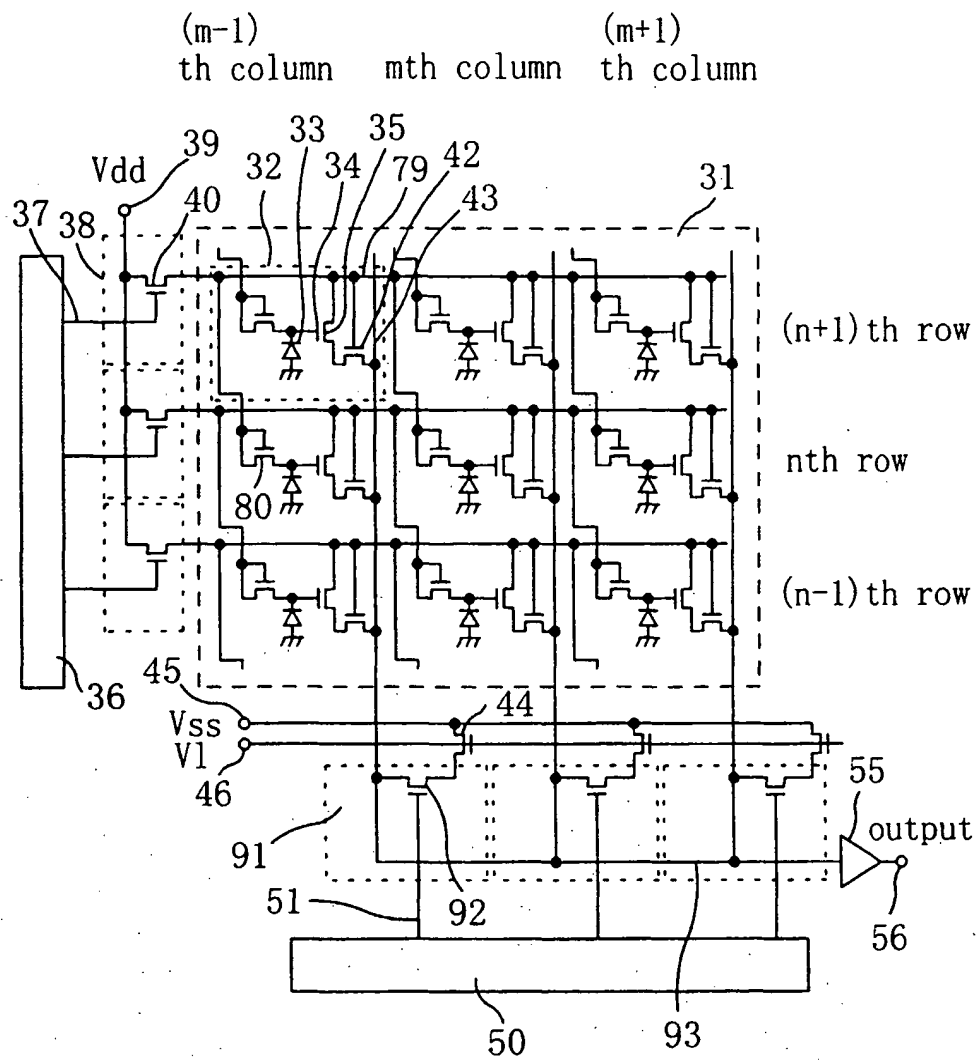 (m-1)
th column
mth column
(m+1)
th column
39
33
35
42
Vdd
40
32
34
79
43
31
37
38
(n+1)th row
nth row
80
(n-1)th row
36
45
Vss
44
Vl
46
55
output
91
51
92
56
50
93